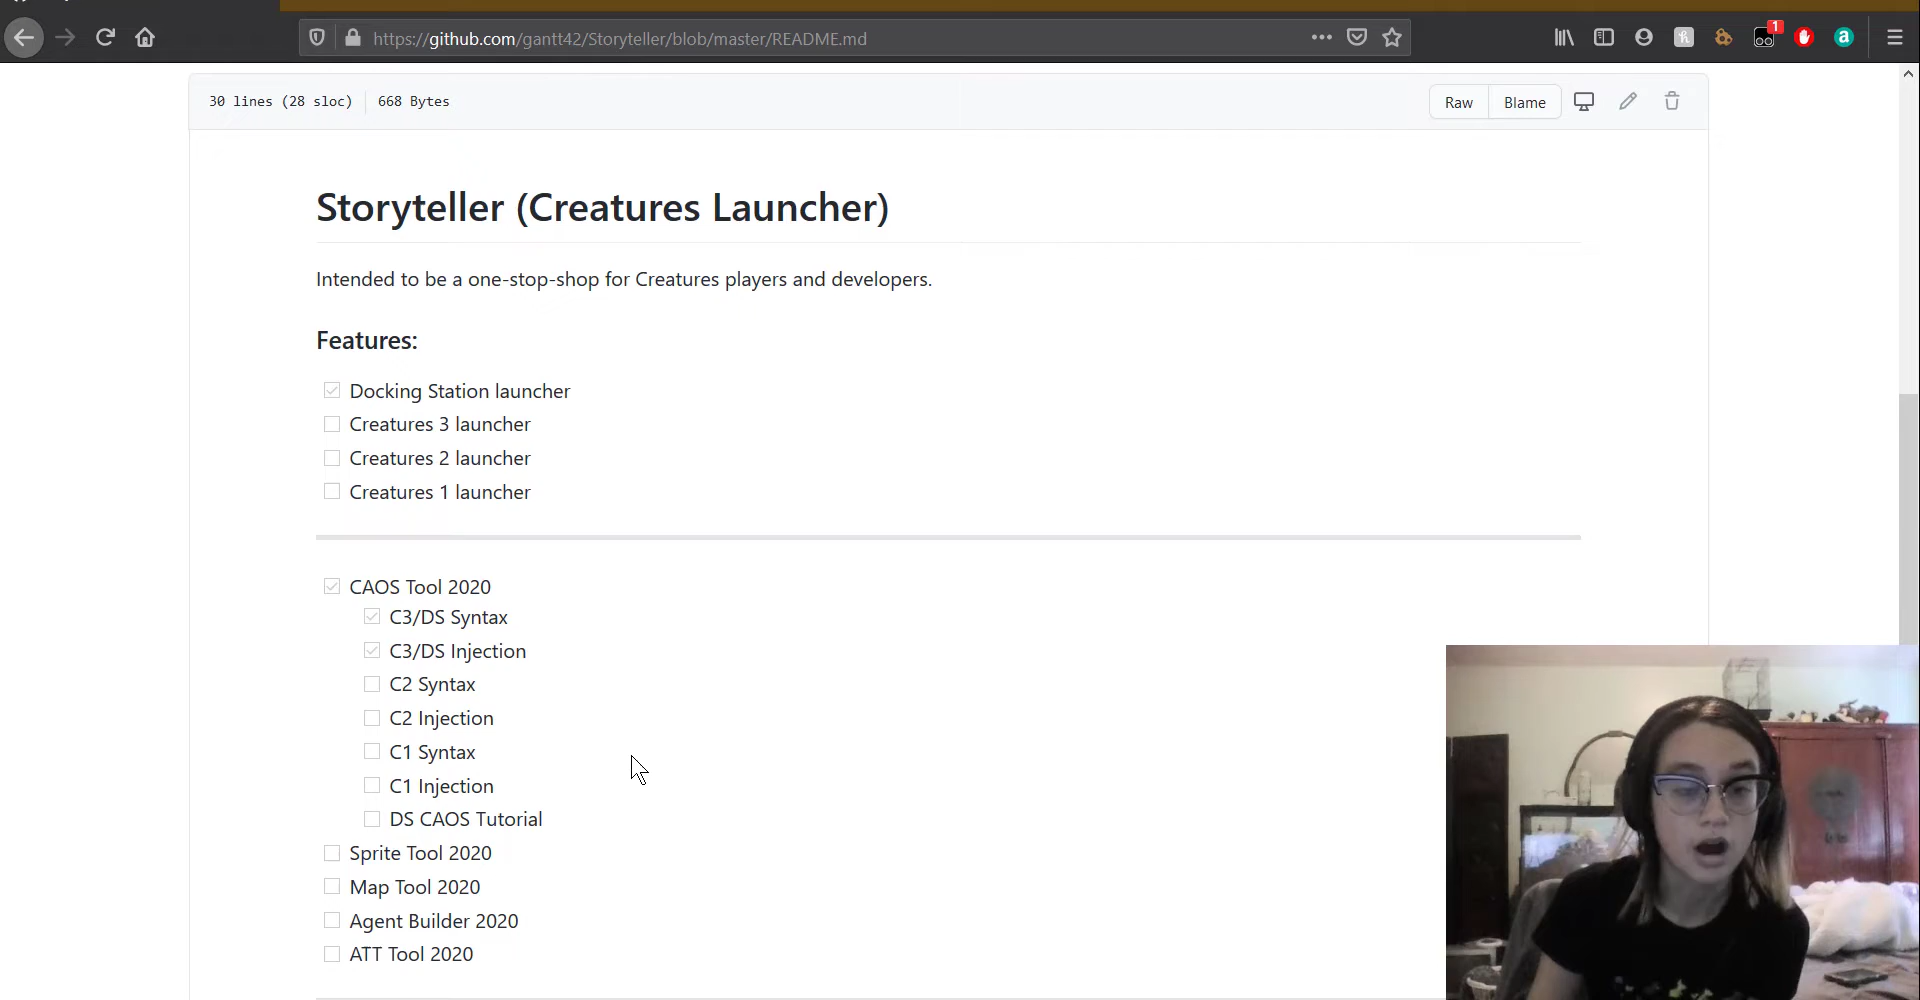 https://github.com/gantt42/Storyteller/blob/master/README.md
1
30 lines (28 sloc) 668 Bytes
Raw Blame
Storyteller (Creatures Launcher)
Intended to be a one-stop-shop for Creatures players and developers.
Features:
Docking Station launcher
Creatures 3 launcher
Creatures 2 launcher
Creatures 1 launcher
CAOS Tool 2020
C3/DS Syntax
C3/DS Injection
C2 Syntax
C2 Injection
C1 Syntax
C1 Injection
DS CAOS Tutorial
Sprite Tool 2020
Map Tool 2020
Agent Builder 2020
ATT Tool 2020